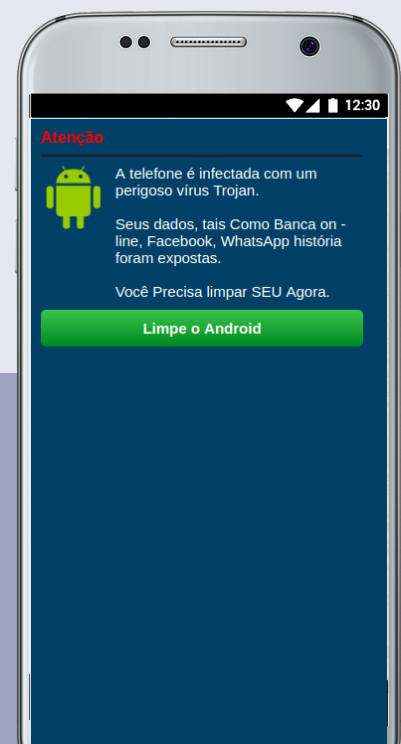 12:30
Atenção
A telefone é infectada com um
perigoso vírus Trojan.
Seus dados, tais Como Banca on -
line, Facebook, WhatsApp história
foram expostas.
Você Precisa limpar SEU Agora.
Limpe o Android